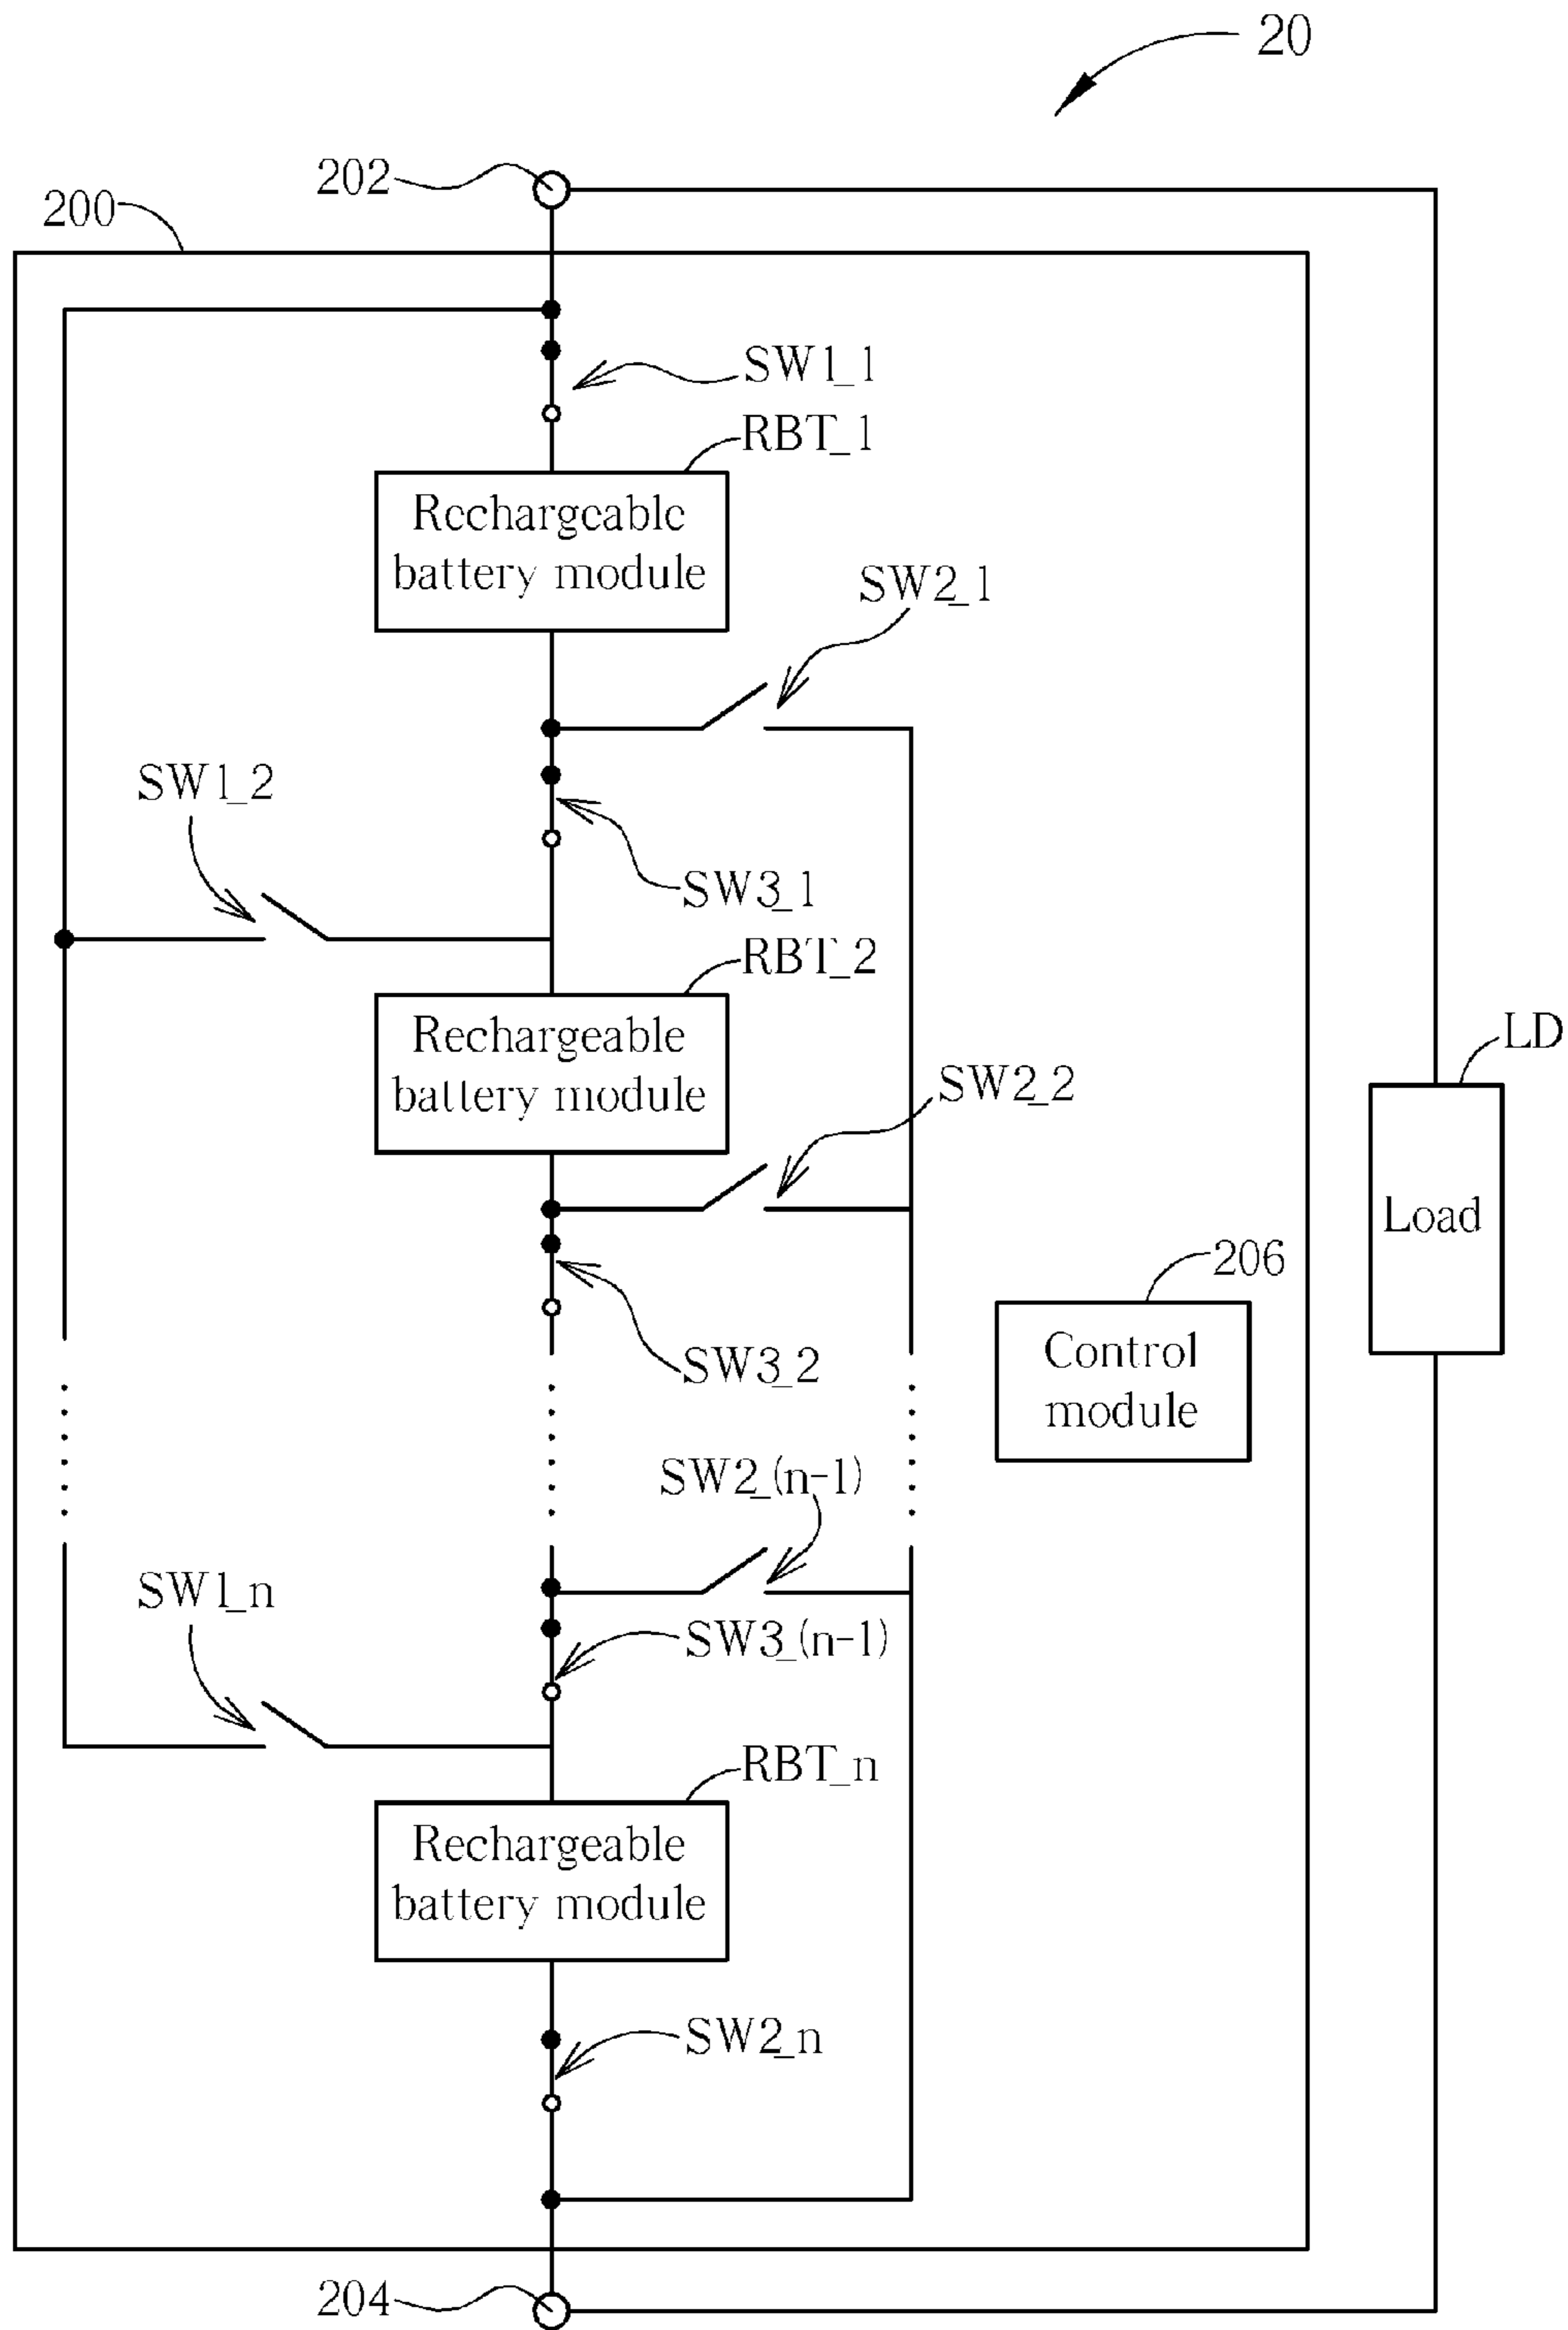 20
202
200
SW1_1
RBT_1
Rechargeable
battery module
SW2_1
SW1_2
SW3_1
RBT_2
Rechargeable
battery module
LD
SW2_2
Load
206
SW3_2
Control
module
SW2_(n-1)
SW1_n
SW3_(n-1)
RBT_n
Rechargeable
battery module
SW2_n
204